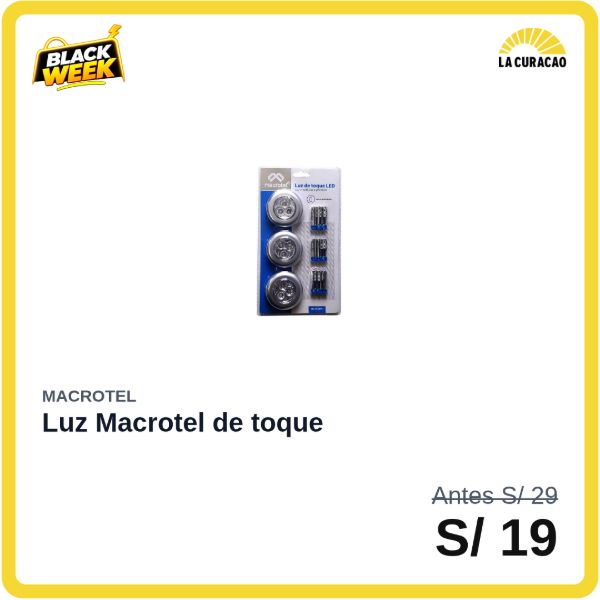 BLACK
WEEK
LA CURACAO
Macrotel
Luz de toque LED
MACROTEL
Luz Macrotel de toque
Antes S/ 29
S/ 19